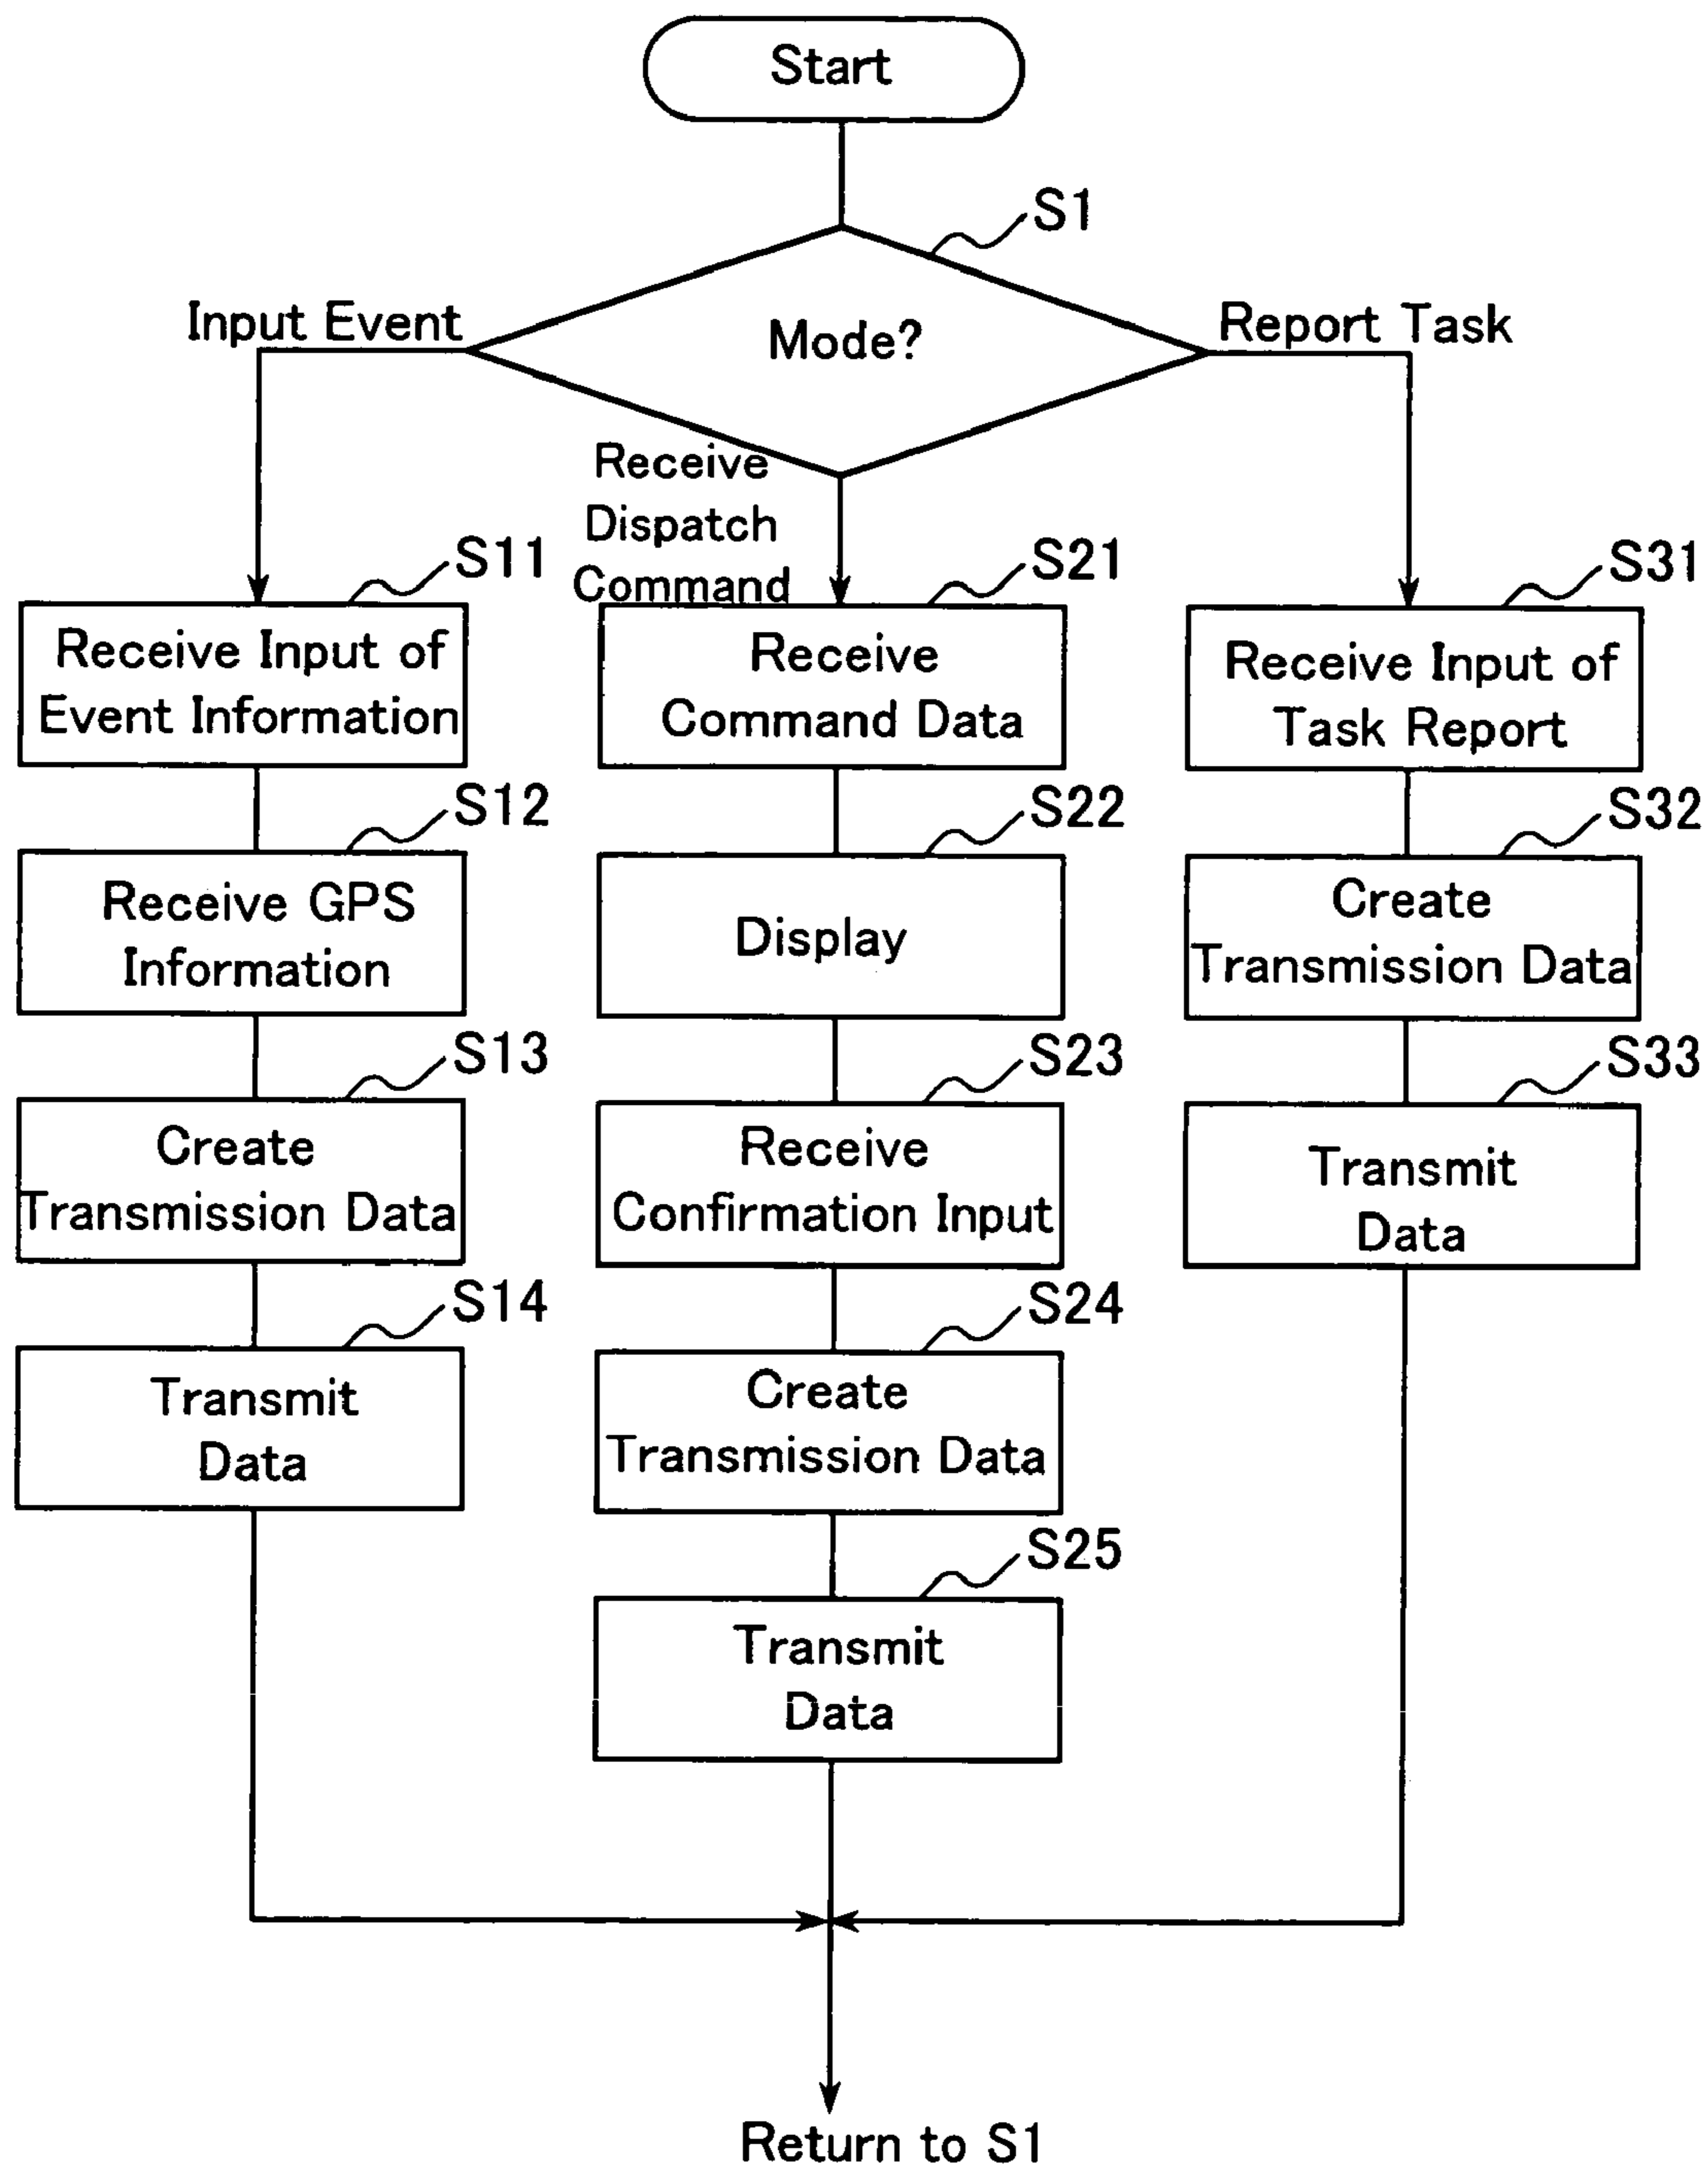 Start
S1
Mode?
Input Event
Report Task
Receive
Dispatch
Command
S11
Receive Input of
Event Information
S12
Receive GPS
Information
S13
Create
Transmission Data
S14
Transmit
Data
S21
Receive
Command Data
S22
Display
S23
Receive
Confirmation Input
S24
Create
Transmission Data
S25
Transmit
Data
S31
Receive Input of
Task Report
S32
Create
Transmission Data
S33
Transmit
Data
Return to S1